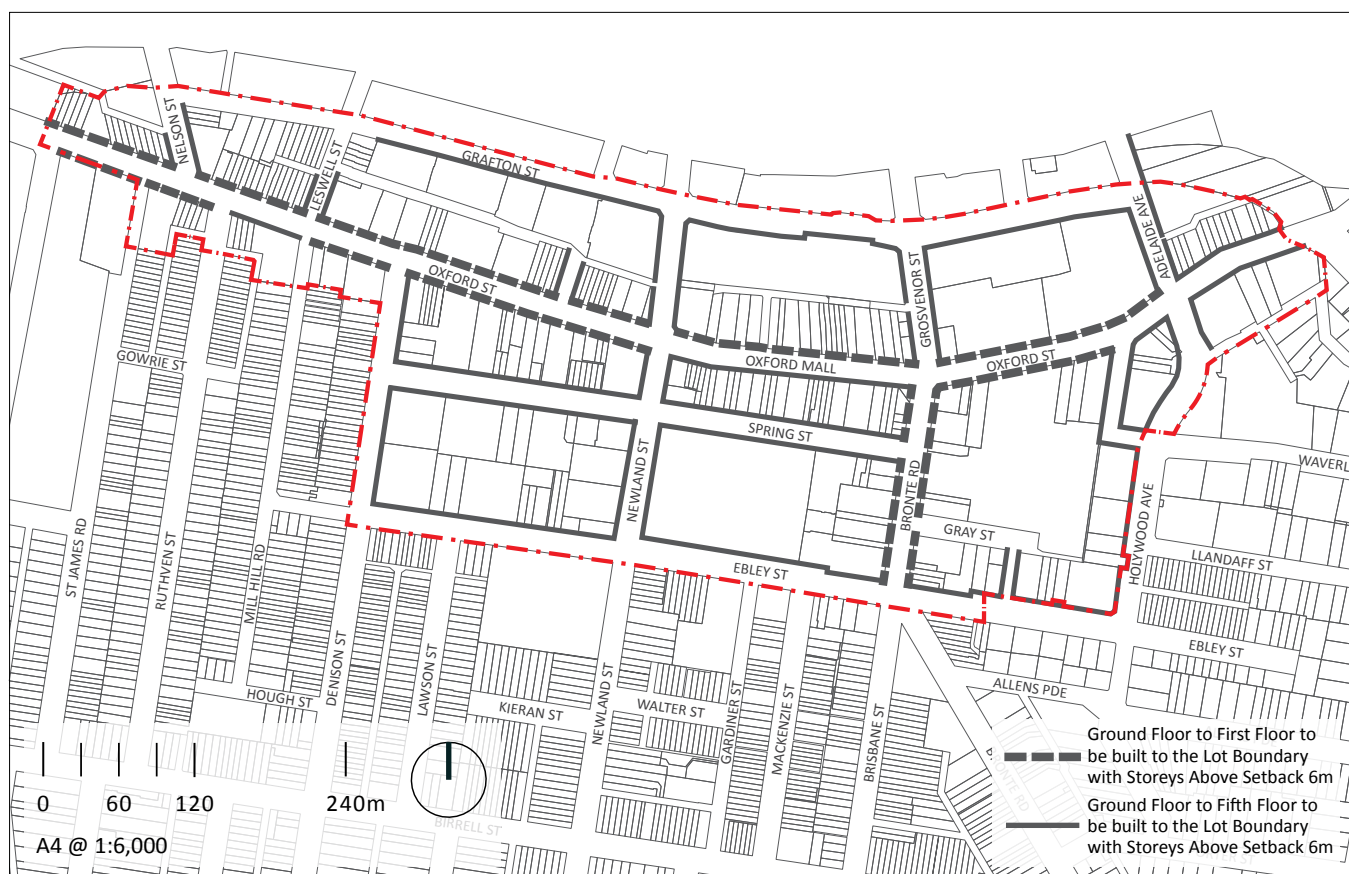 NELSON ST
LESWELL ST
GRAFTON ST
OXFORD ST
GROSVENOR ST
ADELAIDE AVE
OXFORD MALL
OXFORD ST
GOWRIE ST
SPRING ST
NEWLAND ST
BRONTE RD
GRAY ST
WAVERL
HOLYWOOD AVE
LLANDAFF ST
ST JAMES RD
RUTHVEN ST
MILL HILL RD
DENISON ST
LAWSON ST
EBLEY ST
EBLEY ST
HOUGH ST
KIERAN ST
NEWLAND ST
WALTER ST
GARDINER ST
MACKENZIE ST
BRISBANE ST
ALLENS PDE
BRONTE RD
BIRRELL ST
Ground Floor to First Floor to
be built to the Lot Boundary
with Storeys Above Setback 6m
Ground Floor to Fifth Floor to
be built to the Lot Boundary
with Storeys Above Setback 6m
0 60 120 240m
A4 @ 1:6,000